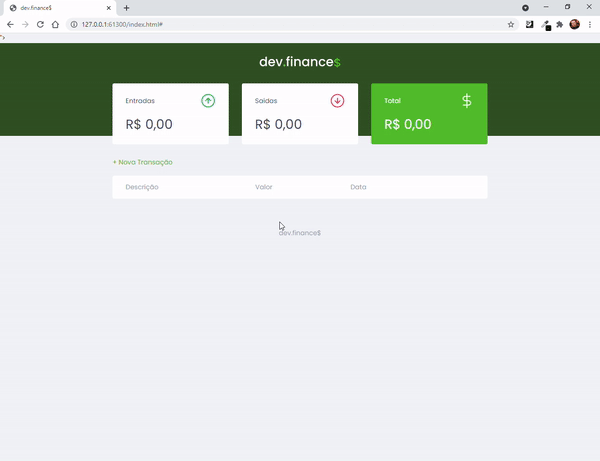 dev.finance$
127.0.0.1:61300/index.html#
">
dev.finance$
Entradas
R$ 0,00
Saídas
R$ 0,00
Total
R$ 0,00
+ Nova Transação
Descrição Valor Data
dev.finance$